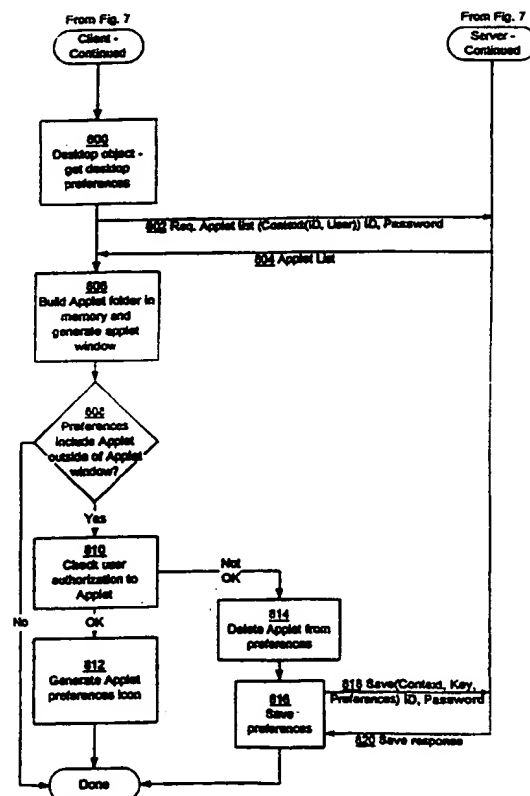 From Fig. 7
Client -
Continued
From Fig. 7
Server -
Continued
800
Desktop object -
get desktop
preferences
802 Req. Applet list (Context(ID, User)) ID, Password
804 Applet List
806
Build Applet folder in
memory and
generate applet
window
808
Preferences
include Applet
outside of Applet
window?
Yes
No
810
Check user
authorization to
Applet
Not
OK
OK
812
Generate Applet
preferences icon
814
Delete Applet from
preferences
816
Save
preferences
818 Save(Context, Key,
Preferences) ID, Password
820 Save response
Done